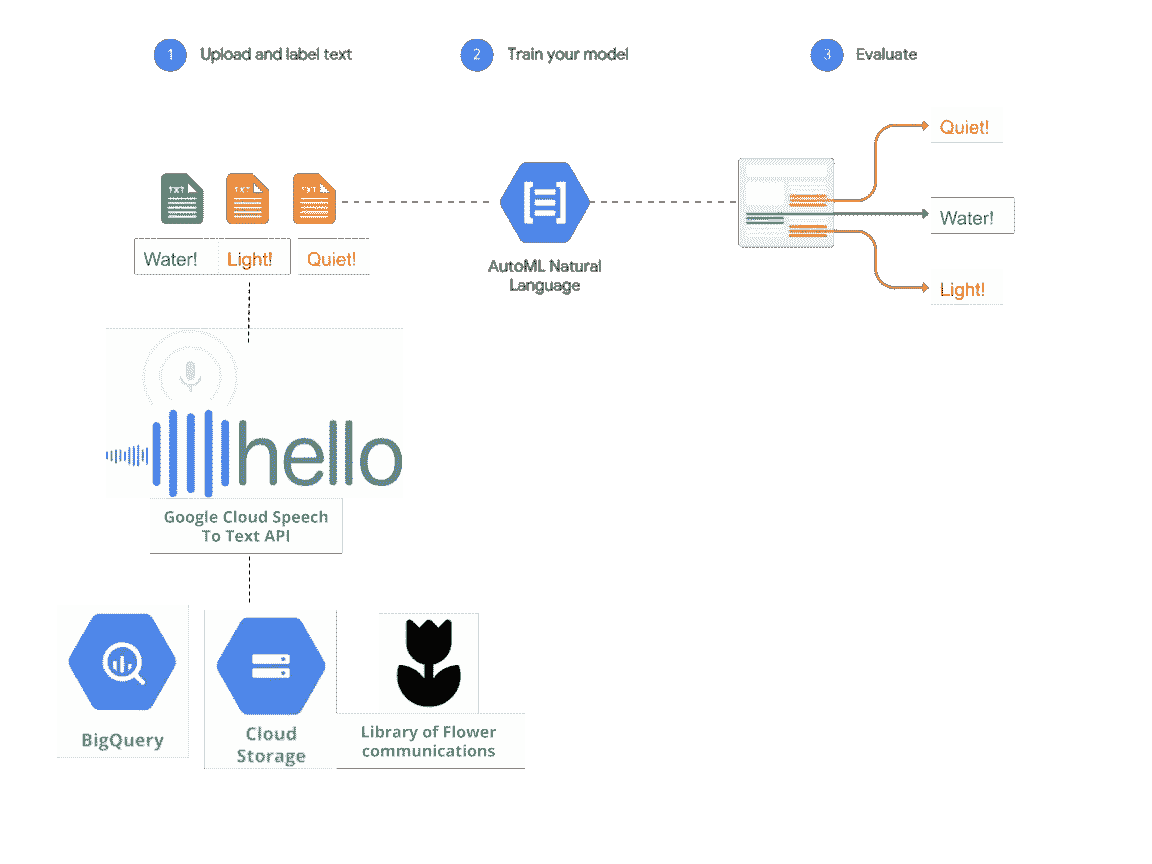 1 Upload and label text
2 Train your model
3 Evaluate
Quiet!
TXT TXT TXT
Water!
Water! Light! Quiet!
AutoML Natural
Language
Light!
hello
Google Cloud Speech
To Text API
BigQuery
Cloud
Storage
Library of Flower
communications